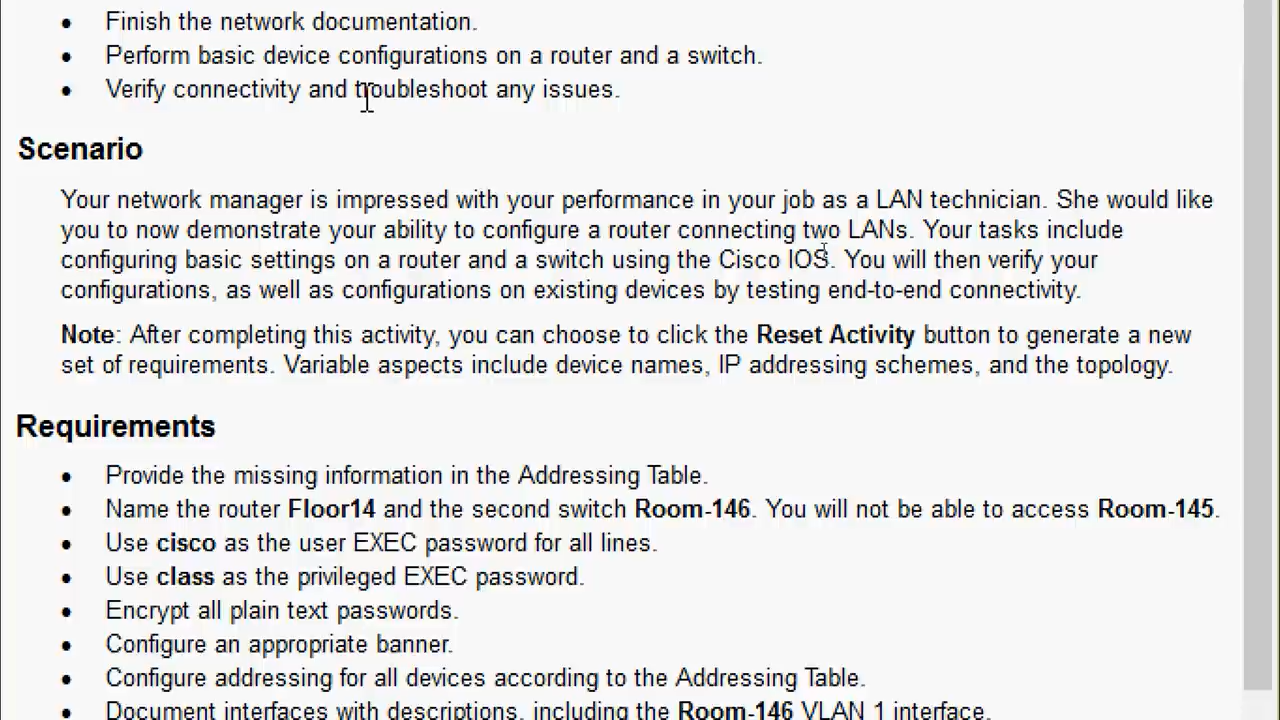 • Finish the network documentation.
• Perform basic device configurations on a router and a switch.
• Verify connectivity and troubleshoot any issues.
Scenario
Your network manager is impressed with your performance in your job as a LAN technician. She would like
you to now demonstrate your ability to configure a router connecting two LANs. Your tasks include
configuring basic settings on a router and a switch using the Cisco IOS. You will then verify your
configurations, as well as configurations on existing devices by testing end-to-end connectivity.
Note: After completing this activity, you can choose to click the Reset Activity button to generate a new
set of requirements. Variable aspects include device names, IP addressing schemes, and the topology.
Requirements
• Provide the missing information in the Addressing Table.
• Name the router Floor14 and the second switch Room-146. You will not be able to access Room-145.
• Use cisco as the user EXEC password for all lines.
• Use class as the privileged EXEC password.
• Encrypt all plain text passwords.
• Configure an appropriate banner.
• Configure addressing for all devices according to the Addressing Table.
• Document interfaces with descriptions, including the Room-146 VLAN 1 interface.